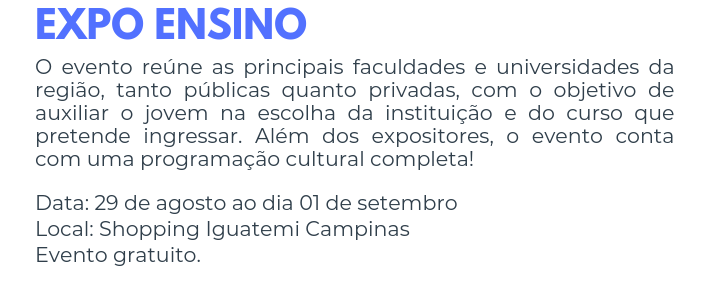 EXPO ENSINO
O evento reúne as principais faculdades e universidades da
região, tanto públicas quanto privadas, com o objetivo de
auxiliar o jovem na escolha da instituição e do curso que
pretende ingressar. Além dos expositores, o evento conta
com uma programação cultural completa!
Data: 29 de agosto ao dia 01 de setembro
Local: Shopping Iguatemi Campinas
Evento gratuito.